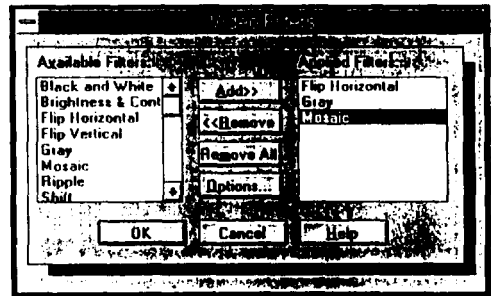 Video Filters
Available Filters:
Applied Filters:
Black and White
Brightness & Cont
Flip Horizontal
Flip Vertical
Gray
Mosaic
Ripple
Shift
Add>>
<<Remove
Remove All
Options...
Flip Horizontal
Gray
Mosaic
OK
Cancel
Help